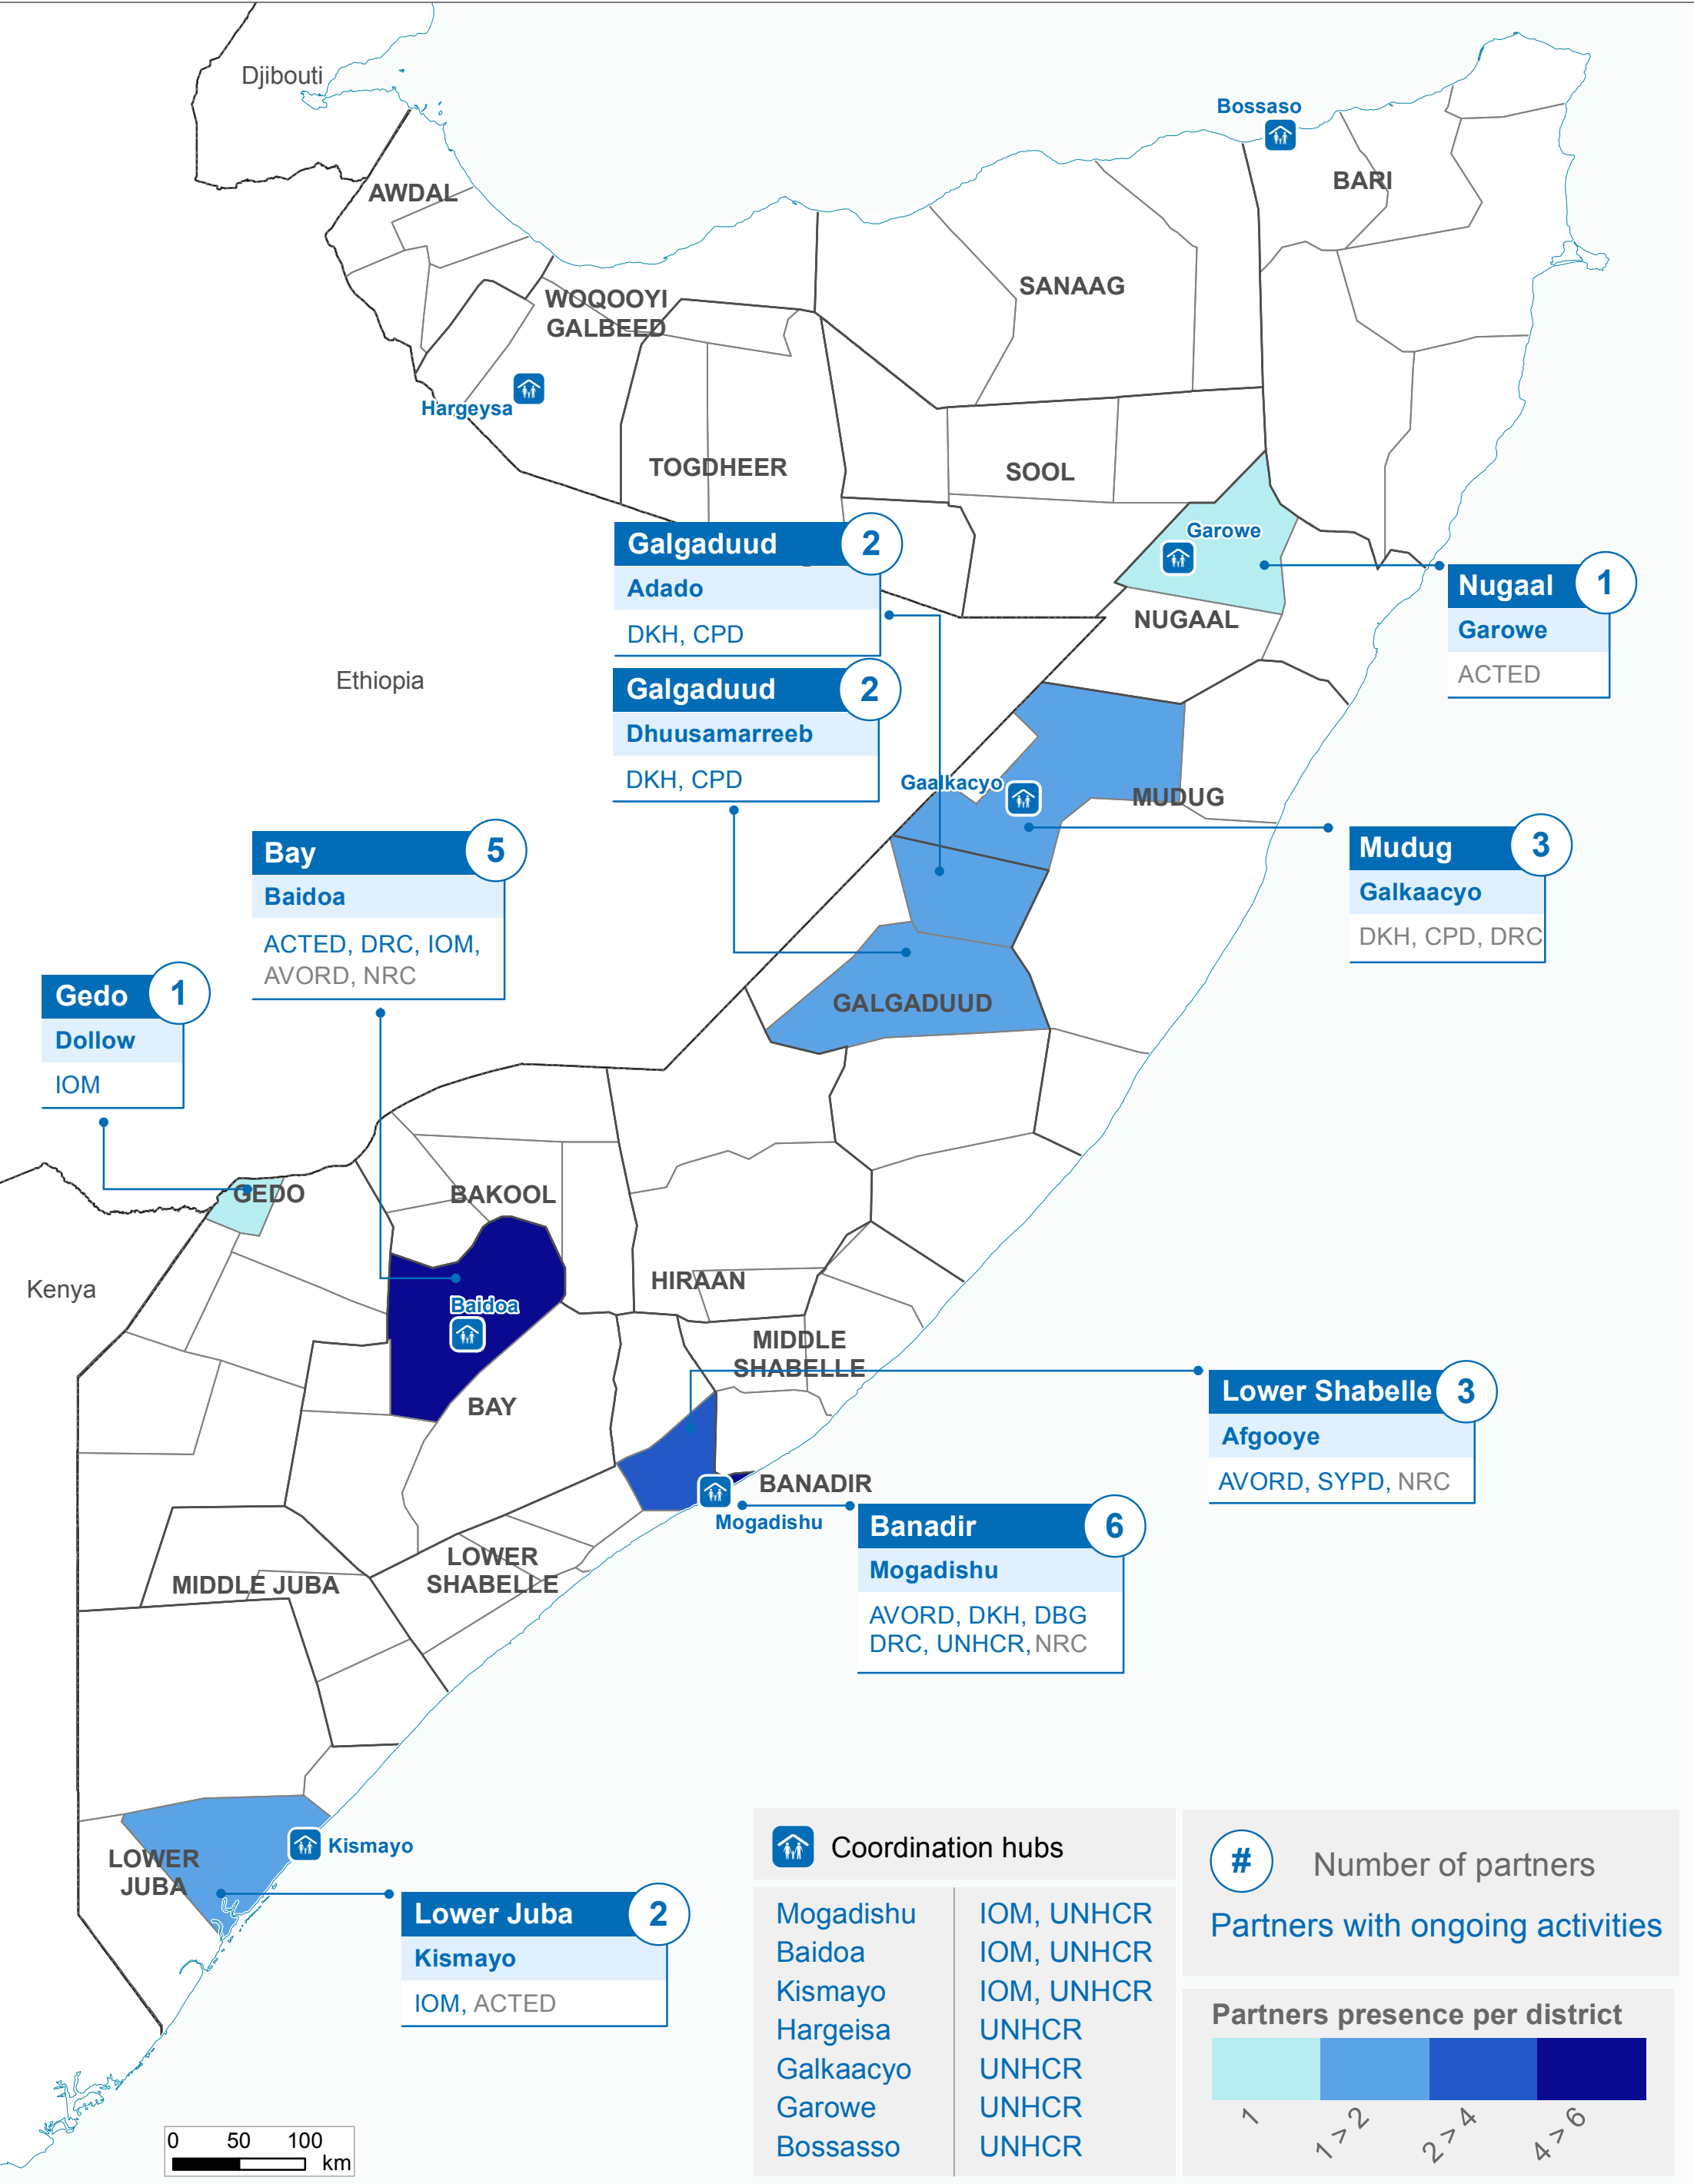 Djibouti
Bossaso
BARI
AWDAL
SANAAG
WOQOOYI
GALBEED
Hargeysa
TOGDHEER
SOOL
Garowe
NUGAAL
Nugaal 1
Garowe
ACTED
Galgaduud 2
Adado
DKH, CPD
Ethiopia
Galgaduud 2
Dhuusamarreeb
DKH, CPD
Gaalkacyo
MUDUG
Mudug 3
Galkaacyo
DKH, CPD, DRC
Bay 5
Baidoa
ACTED, DRC, IOM,
AVORD, NRC
GALGADUUD
Gedo 1
Dollow
IOM
GEDO
BAKOOL
Kenya
HIRAAN
Baidoa
MIDDLE
SHABELLE
BAY
Lower Shabelle 3
Afgooye
AVORD, SYPD, NRC
BANADIR
Mogadishu
Banadir 6
Mogadishu
AVORD, DKH, DBG
DRC, UNHCR, NRC
LOWER
SHABELLE
MIDDLE JUBA
Kismayo
LOWER
JUBA
Lower Juba 2
Kismayo
IOM, ACTED
Coordination hubs
Mogadishu IOM, UNHCR
Baidoa IOM, UNHCR
Kismayo IOM, UNHCR
Hargeisa UNHCR
Galkaacyo UNHCR
Garowe UNHCR
Bossasso UNHCR
# Number of partners
Partners with ongoing activities
Partners presence per district
1 1 > 2 2 > 4 4 > 6
0 50 100
km